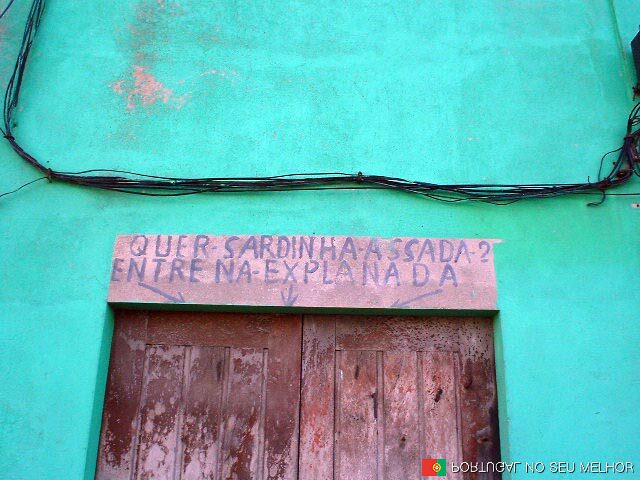 QUER-SARDINHA-ASSADA-?
ENTRE NA-EXPLANADA
PORTUGAL NO SEU MELHOR